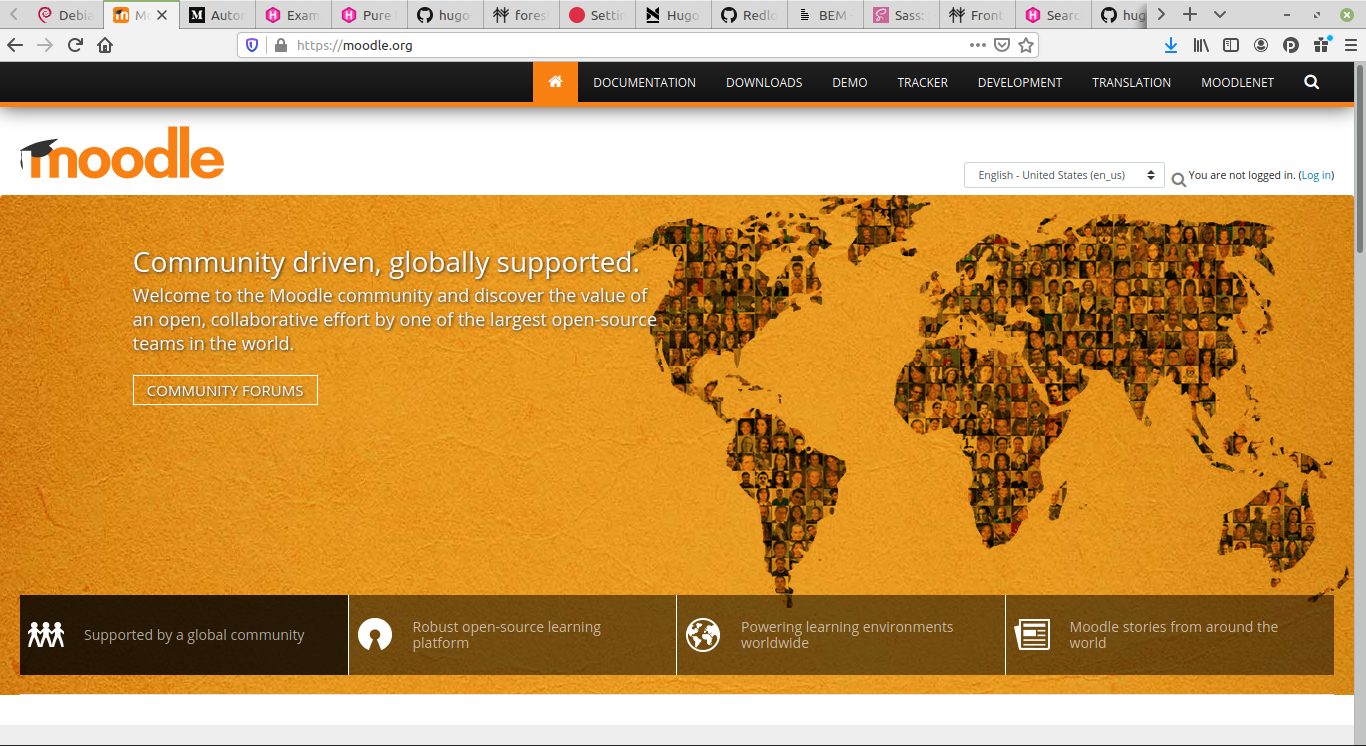 Debia
Mo
Autom
Exam
Pure
hugo-
fores
Settin
Hugo
Redlo
BEM -
Sass:
Front
Searc
hug
https://moodle.org
DOCUMENTATION
DOWNLOADS
DEMO
TRACKER
DEVELOPMENT
TRANSLATION
MOODLENET
moodle
English - United States (en_us)
You are not logged in. (Log in)
Community driven, globally supported.
Welcome to the Moodle community and discover the value of
an open, collaborative effort by one of the largest open-source
teams in the world.
COMMUNITY FORUMS
Supported by a global community
Robust open-source learning
platform
Powering learning environments
worldwide
Moodle stories from around the
world